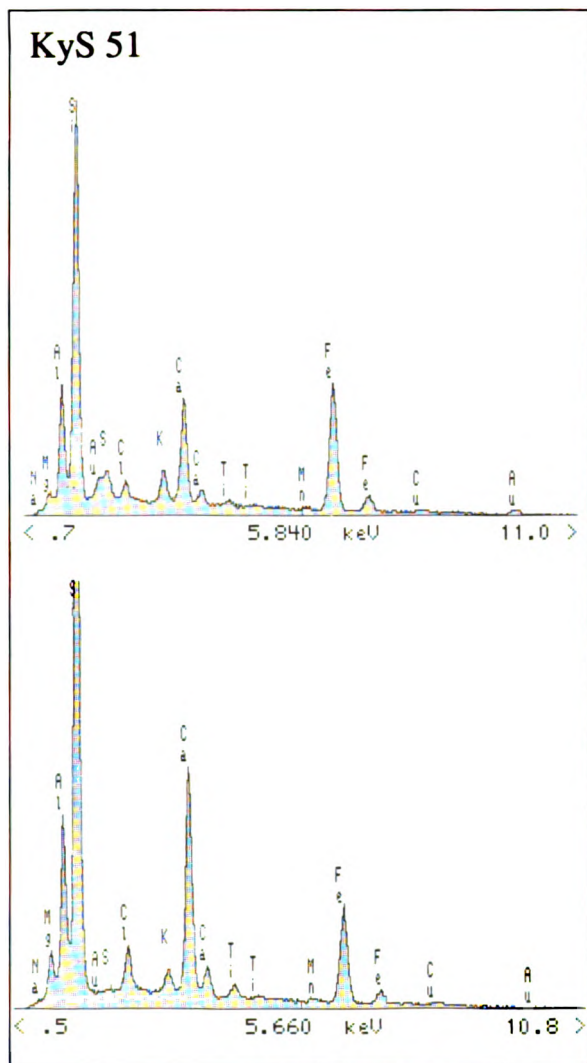 KyS 51
Na
Mg
Al
Si
Au
S
Cl
K
Ca
Ca
Ti
Ti
Mn
Fe
Fe
Cu
Au
< .7 5.840 keV 11.0 >
Na
Mg
Al
Au
S
Cl
K
Ca
Ca
Ti
Ti
Mn
Fe
Fe
Cu
Au
< .5 5.660 keV 10.8 >